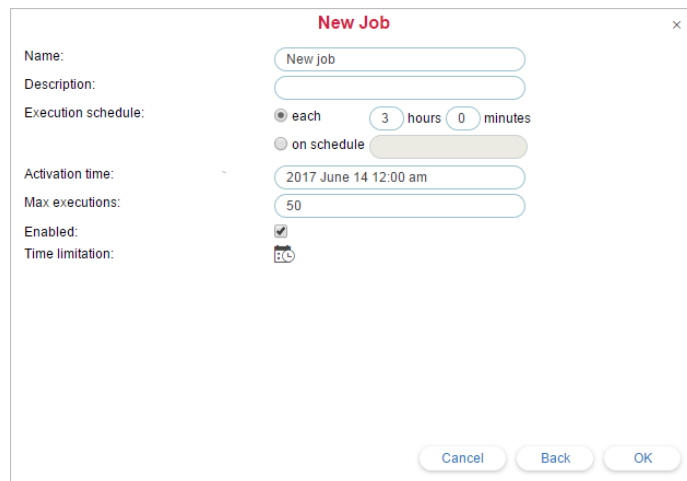 New Job ×
Name: New job
Description:
Execution schedule: each 3 hours 0 minutes
on schedule
Activation time: 2017 June 14 12:00 am
Max executions: 50
Enabled:
Time limitation:
Cancel Back OK